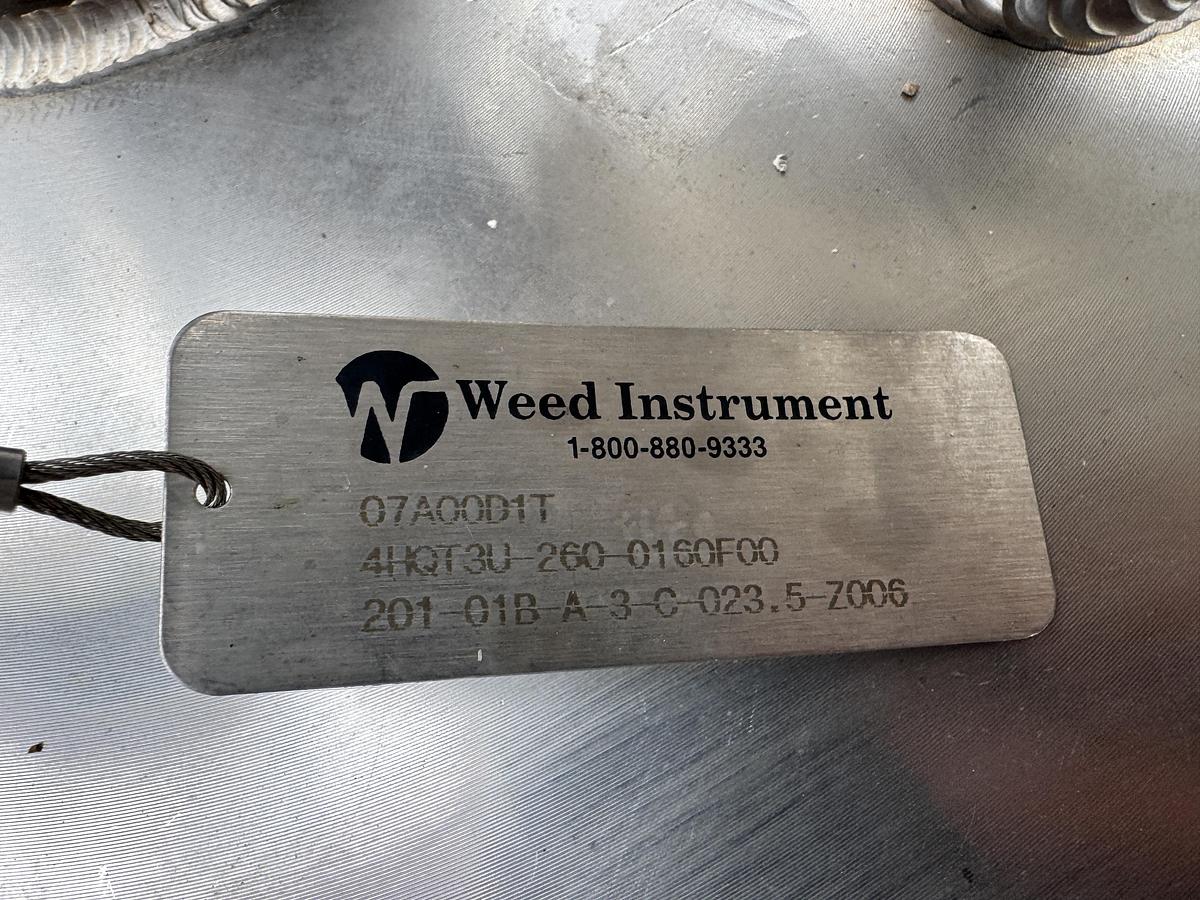 Weed Instrument
1-800-880-9333
07A00D1T
4HQT3U-260-0160F00
201-01B-A-3-C-023.5-Z006